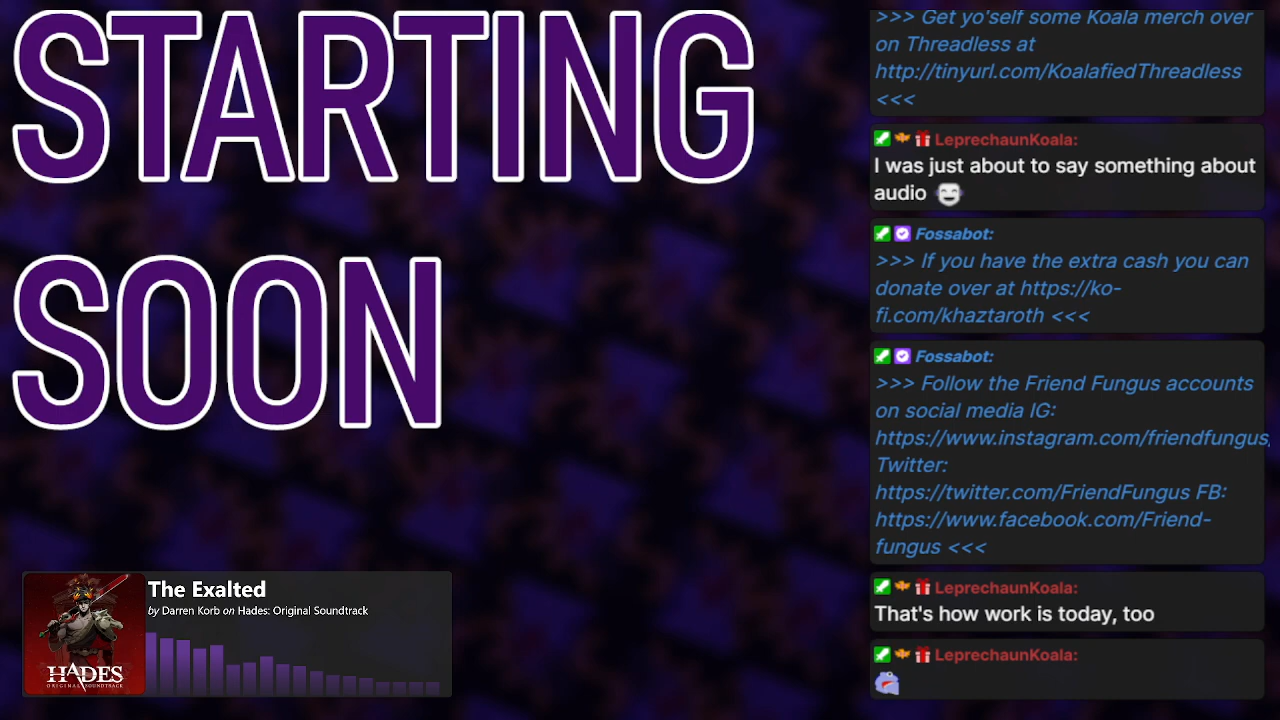 STARTING
SOON
The Exalted
by Darren Korb on Hades: Original Soundtrack
HADES
ORIGINAL SOUNDTRACK
>>> Get yo'self some Koala merch over
on Threadless at
http://tinyurl.com/KoalafiedThreadless
<<<
LeprechaunKoala:
I was just about to say something about
audio
Fossabot:
>>> If you have the extra cash you can
donate over at https://ko-
fi.com/khaztaroth <<<
Fossabot:
>>> Follow the Friend Fungus accounts
on social media IG:
https://www.instagram.com/friendfungus
Twitter:
https://twitter.com/FriendFungus FB:
https://www.facebook.com/Friend-
fungus <<<
LeprechaunKoala:
That's how work is today, too
LeprechaunKoala: